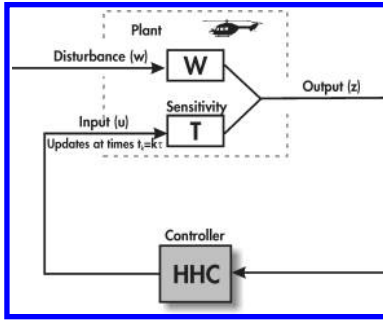 Plant
Disturbance (w)
W
Output (z)
Sensitivity
Input (u)
T
Updates at times tₖ=kτ
Controller
HHC